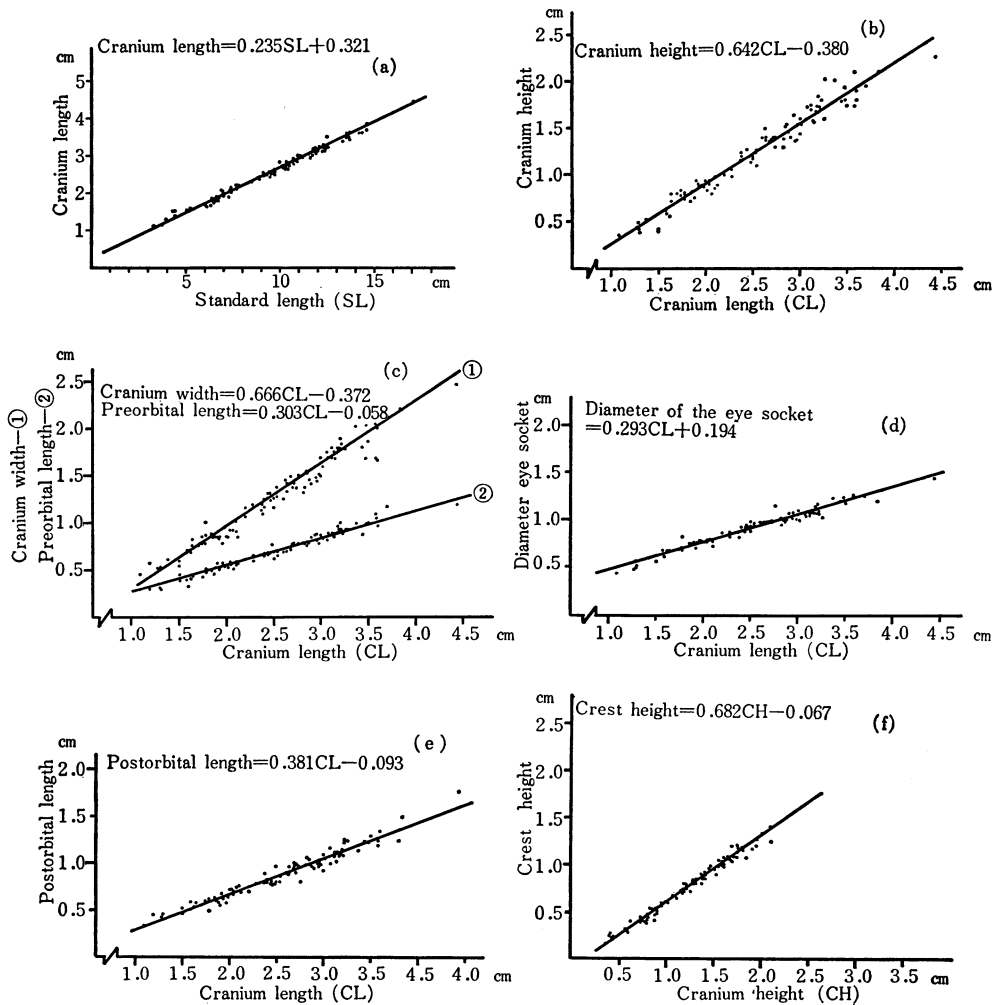 Cranium length=0.235SL+0.321
(a)
cm
5
4
3
2
1
Cranium length
5 10 15 cm
Standard length (SL)
cm
(b)
2.5
Cranium height=0.642CL−0.380
2.0
1.5
1.0
0.5
Cranium height
1.0 1.5 2.0 2.5 3.0 3.5 4.0 4.5 cm
Cranium length (CL)
cm
(c)
①
2.5
Cranium width=0.666CL−0.372
Preorbital length=0.303CL−0.058
2.0
1.5
②
1.0
0.5
Cranium width—①
Preorbital length—②
1.0 1.5 2.0 2.5 3.0 3.5 4.0 4.5 cm
Cranium length (CL)
cm
Diameter of the eye socket
=0.293CL+0.194
(d)
2.0
1.5
1.0
0.5
Diameter eye socket
1.0 1.5 2.0 2.5 3.0 3.5 4.0 4.5 cm
Cranium length (CL)
cm
(e)
Postorbital length=0.381CL−0.093
2.0
1.5
1.0
0.5
Postorbital length
1.0 1.5 2.0 2.5 3.0 3.5 4.0 cm
Cranium length (CL)
cm
Crest height=0.682CH−0.067
(f)
2.5
2.0
1.5
1.0
0.5
Crest height
0.5 1.0 1.5 2.0 2.5 3.0 3.5 cm
Cranium height (CH)